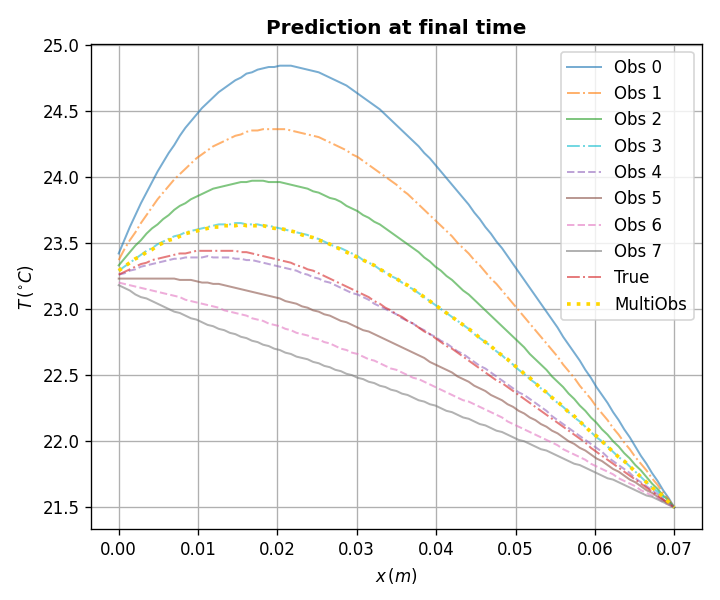 Prediction at final time
25.0
24.5
24.0
23.5
23.0
22.5
22.0
21.5
T (°C)
0.00 0.01 0.02 0.03 0.04 0.05 0.06 0.07
x (m)
Obs 0
Obs 1
Obs 2
Obs 3
Obs 4
Obs 5
Obs 6
Obs 7
True
MultiObs